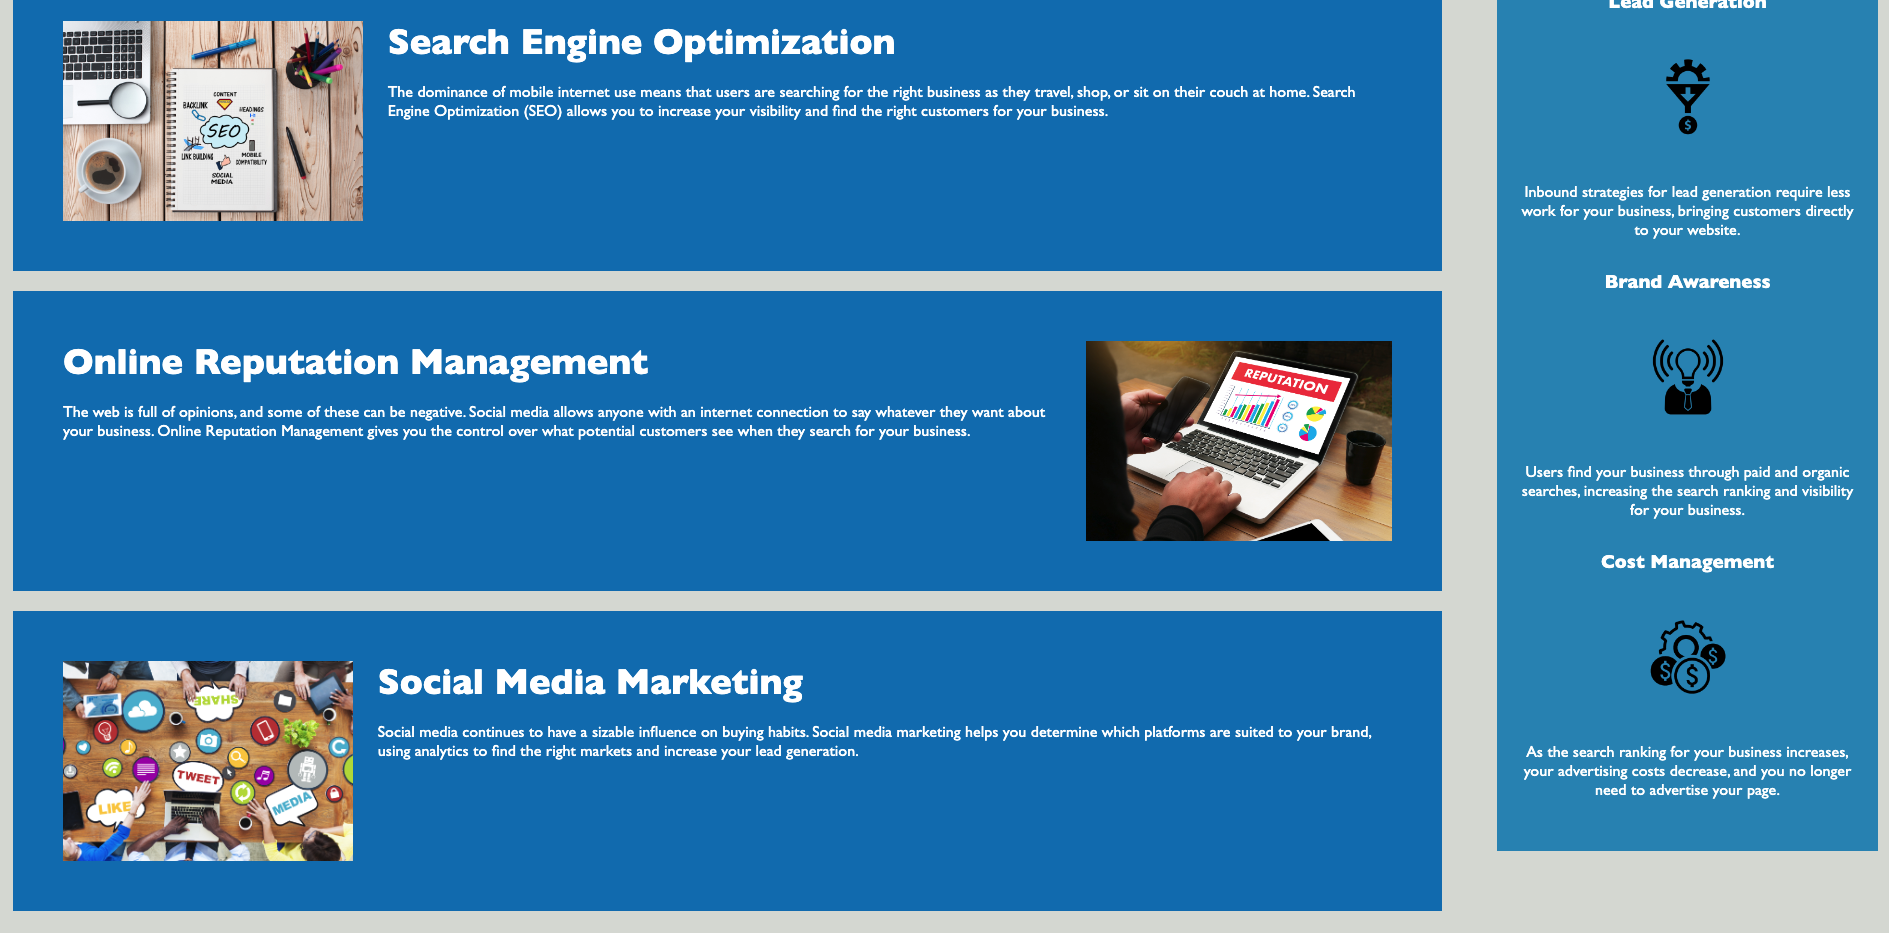 Search Engine Optimization
The dominance of mobile internet use means that users are searching for the right business as they travel, shop, or sit on their couch at home. Search
Engine Optimization (SEO) allows you to increase your visibility and find the right customers for your business.
CONTENT
BACKLINK
HEADINGS
SEO
LINK BUILDING
MOBILE
COMPATIBILITY
SOCIAL
MEDIA
Online Reputation Management
The web is full of opinions, and some of these can be negative. Social media allows anyone with an internet connection to say whatever they want about
your business. Online Reputation Management gives you the control over what potential customers see when they search for your business.
REPUTATION
Social Media Marketing
Social media continues to have a sizable influence on buying habits. Social media marketing helps you determine which platforms are suited to your brand,
using analytics to find the right markets and increase your lead generation.
SHARE
TWEET
LIKE
MEDIA
Lead Generation
$
Inbound strategies for lead generation require less
work for your business, bringing customers directly
to your website.
Brand Awareness
Users find your business through paid and organic
searches, increasing the search ranking and visibility
for your business.
Cost Management
$
$
$
As the search ranking for your business increases,
your advertising costs decrease, and you no longer
need to advertise your page.